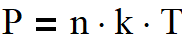 P = n · k · T